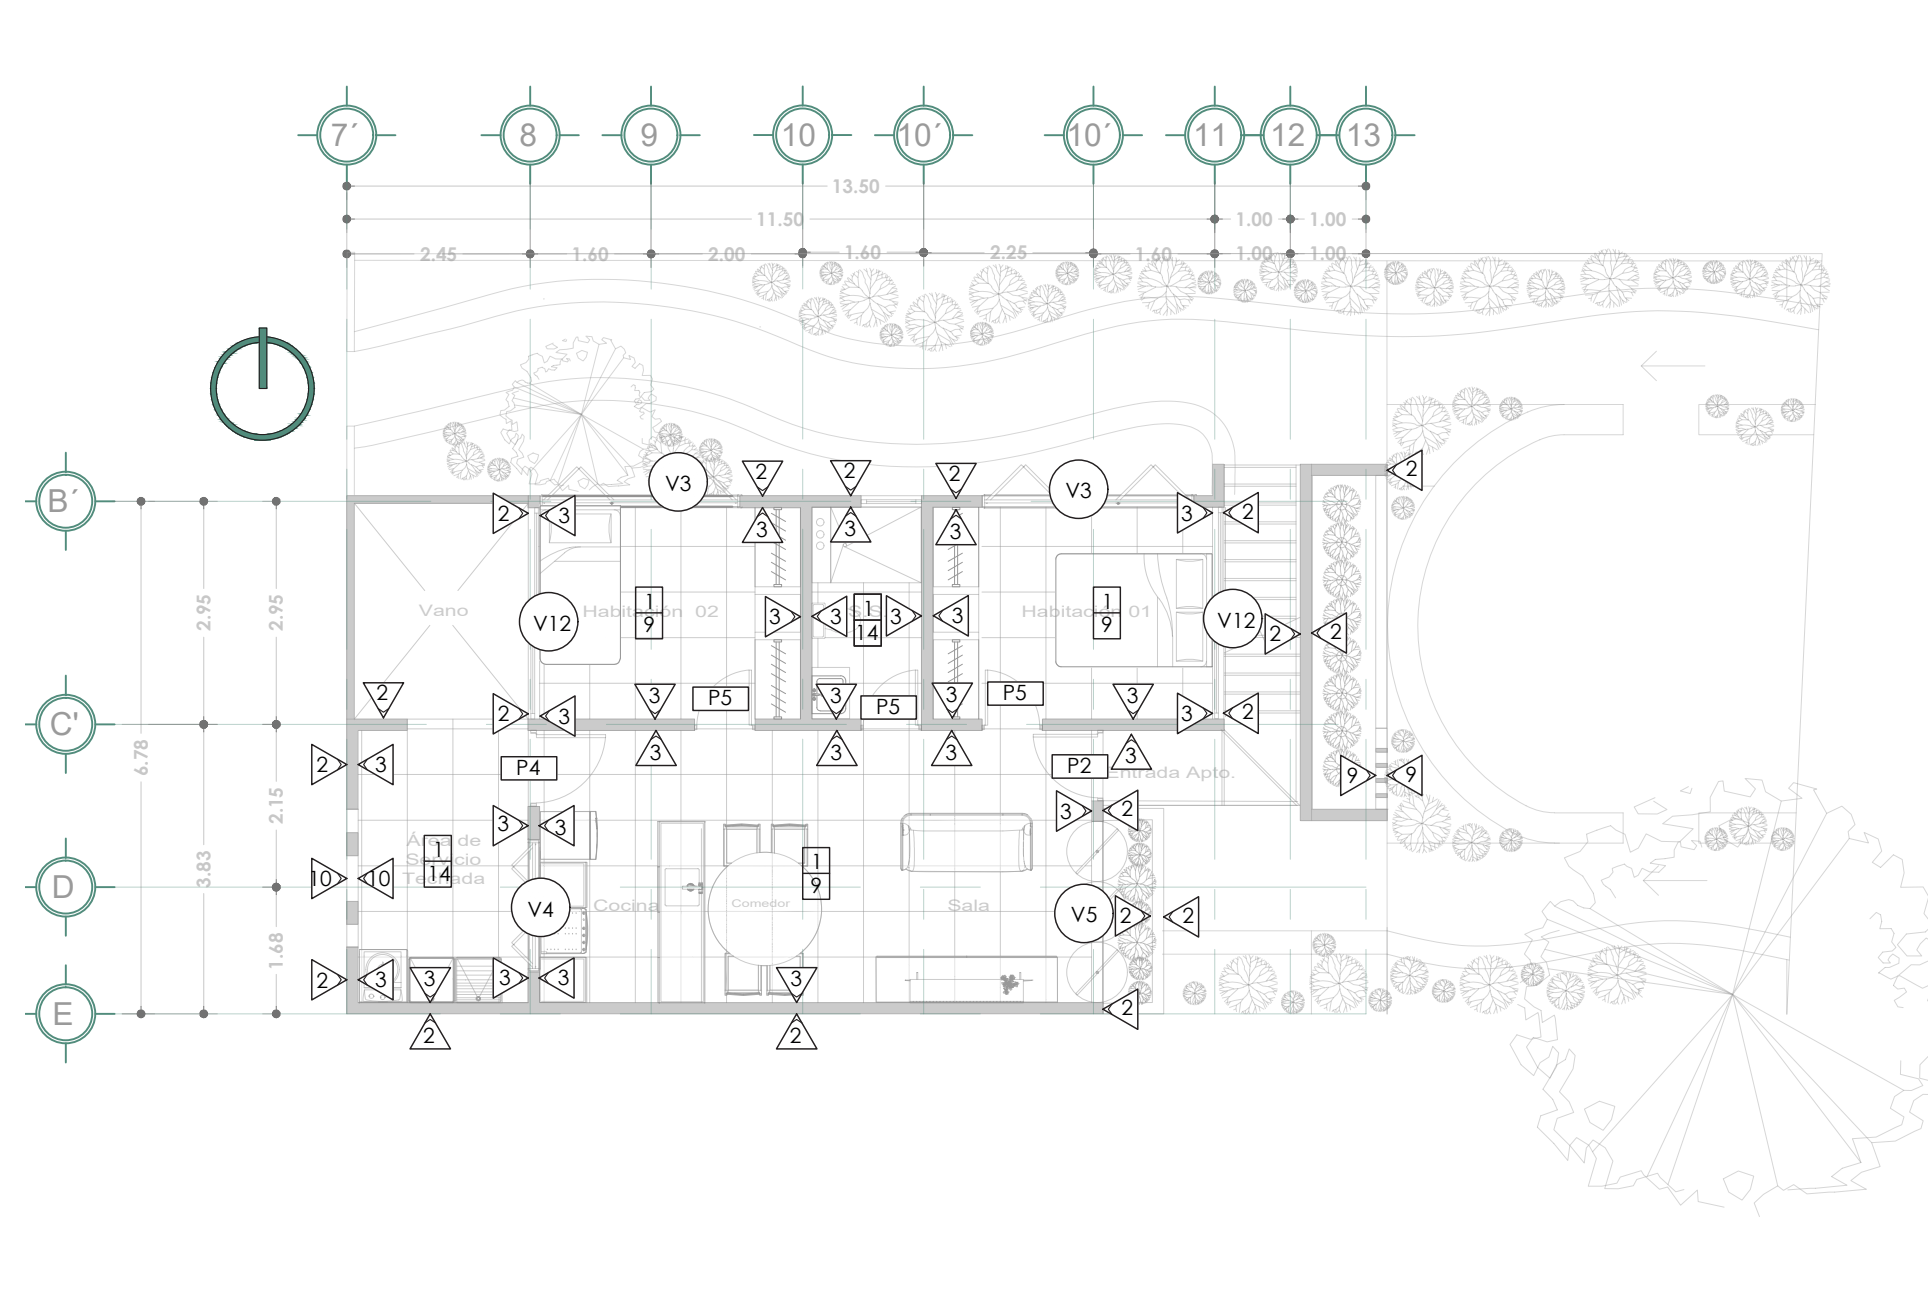 7´ 8 9 10 10´ 10´ 11 12 13
13.50
11.50 1.00 1.00
2.45 1.60 2.00 1.60 2.25 1.60 1.00 1.00
B´
C'
D
E
2.95 2.95
6.78
2.15
3.83
1.68
V3 2 2 2 V3 2
2 3 3 3 3 3 2
Vano
V12
Habitación 02
1
9
3 3
S.S.
1
14
3 3
Habitación 01
1
9
V12
2 2
2
2 3 3 P5 3 P5 3 P5 3 3 2
3 3 3 3
2 3
P4
P2
Entrada Apto.
9 9
3 3
3 2
Área de
Servicio
Techada
1
14
10 10
V4
Cocina
Comedor
1
9
Sala
V5
2 2
2 3 3 3 3 3
2
2 2